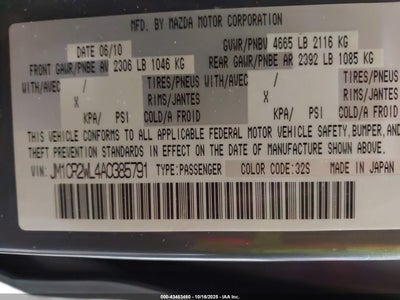 MFD. BY MAZDA MOTOR CORPORATION
DATE 06/10 GVWR/PNBV 4665 LB 2116 KG
FRONT GAWR/PNBE AV 2306 LB 1046 KG REAR GAWR/PNBE AR 2392 LB 1085 KG
WITH/AVEC / TIRES/PNEUS WITH/AVEC / TIRES/PNEUS
X RIMS/JANTES X RIMS/JANTES
KPA/ PSI COLD/A FROID KPA/ PSI COLD/A FROID
THIS VEHICLE CONFORMS TO ALL APPLICABLE FEDERAL MOTOR VEHICLE SAFETY, BUMPER, AND
THEFT PREVENTION STANDARDS IN EFFECT ON THE DATE OF MANUFACTURE SHOWN ABOVE.
VIN: JM1CR2WL4A0385791 TYPE:PASSENGER COLOR CODE:32S MADE IN JAPAN
000-43463460 - 10/16/2025 - IAA Inc.